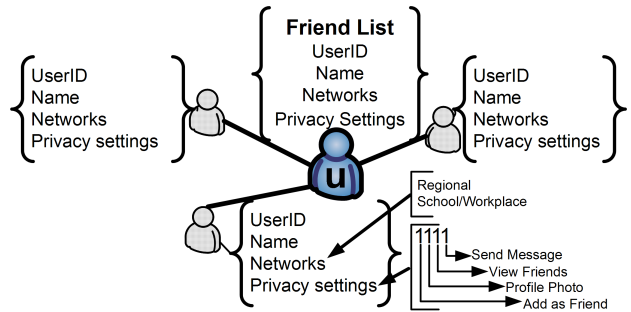 Friend List
UserID
Name
Networks
Privacy Settings
UserID
Name
Networks
Privacy settings
UserID
Name
Networks
Privacy settings
u
UserID
Name
Networks
Privacy settings
Regional
School/Workplace
1111
Send Message
View Friends
Profile Photo
Add as Friend